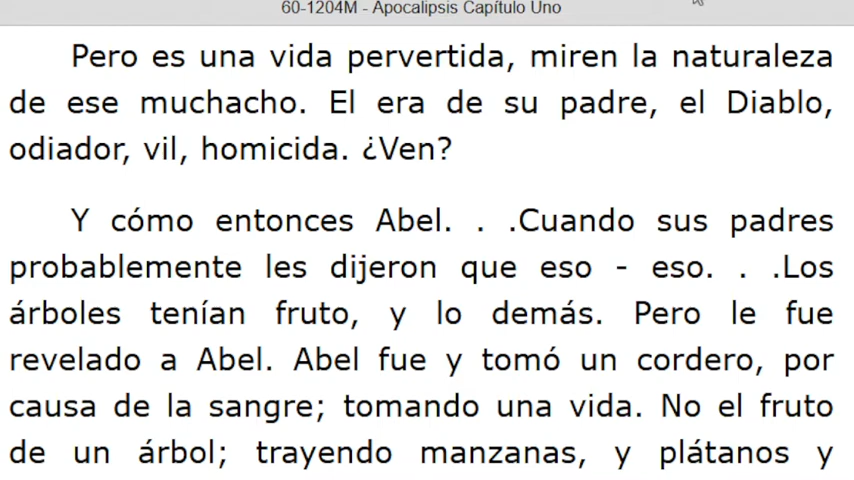 60-1204M - Apocalipsis Capítulo Uno
Pero es una vida pervertida, miren la naturaleza
de ese muchacho. El era de su padre, el Diablo,
odiador, vil, homicida. ¿Ven?
Y cómo entonces Abel. . .Cuando sus padres
probablemente les dijeron que eso - eso. . .Los
árboles tenían fruto, y lo demás. Pero le fue
revelado a Abel. Abel fue y tomó un cordero, por
causa de la sangre; tomando una vida. No el fruto
de un árbol; trayendo manzanas, y plátanos y